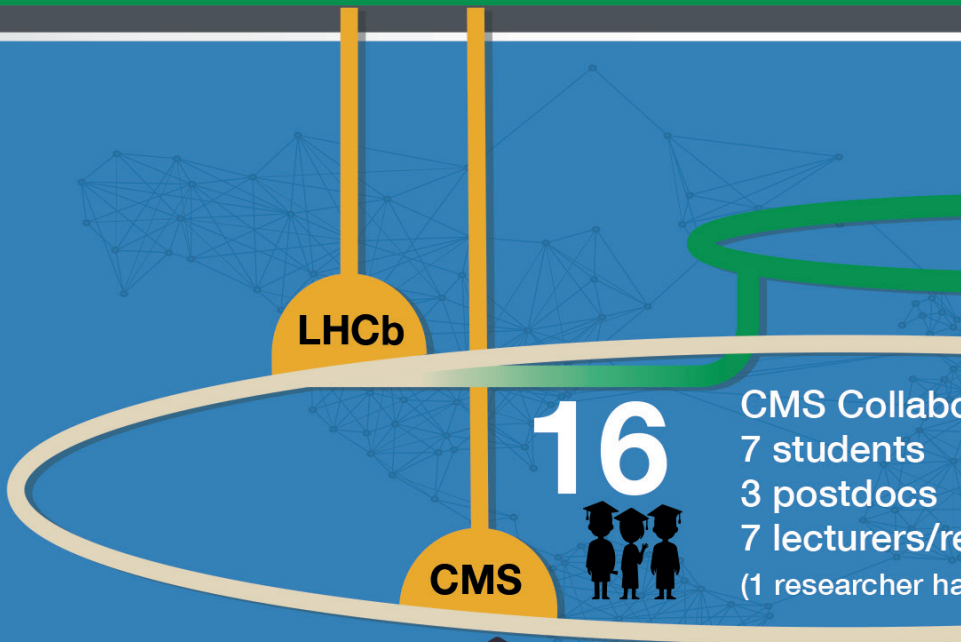 LHCb
16
CMS Collabo
7 students
3 postdocs
7 lecturers/re
(1 researcher ha
CMS